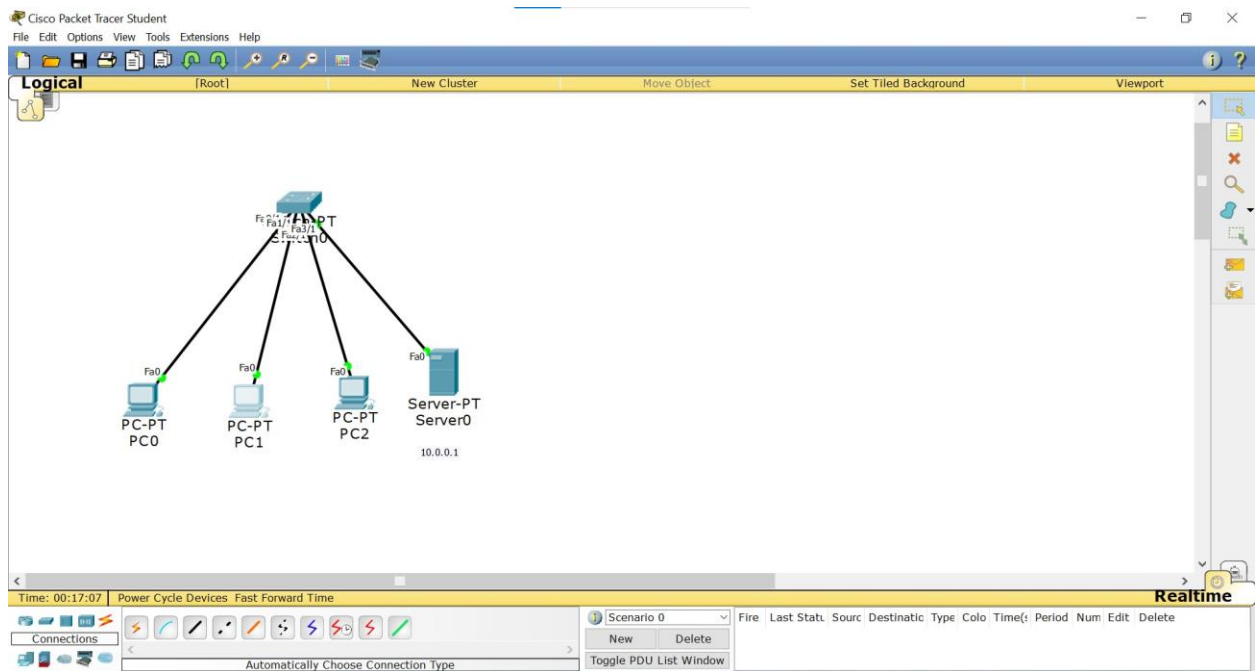 Cisco Packet Tracer Student
File Edit Options View Tools Extensions Help
Logical [Root] New Cluster Move Object Set Tiled Background Viewport
Fa1/1
Fa3/1
Fa0
Fa0 Fa0 Fa0
PC-PT
PC0
PC-PT
PC1
PC-PT
PC2
Server-PT
Server0
10.0.0.1
Time: 00:17:07 Power Cycle Devices Fast Forward Time Realtime
Connections
Automatically Choose Connection Type
Scenario 0
New Delete
Toggle PDU List Window
Fire Last Statu Sourc Destinatic Type Colo Time(s Period Num Edit Delete